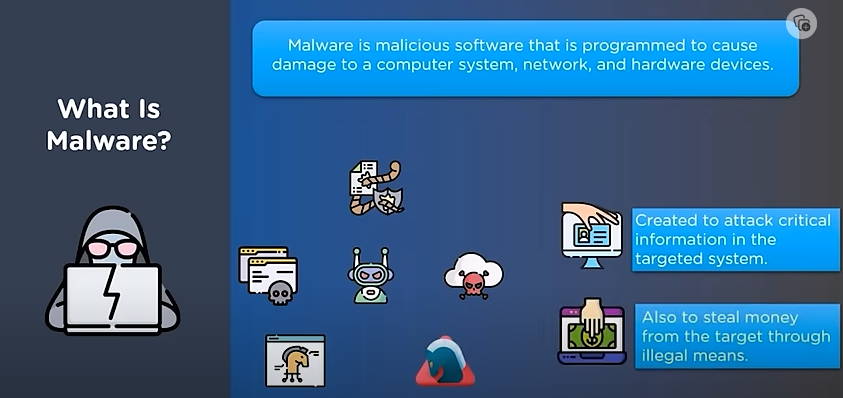 What Is
Malware?
Malware is malicious software that is programmed to cause
damage to a computer system, network, and hardware devices.
Created to attack critical
information in the
targeted system.
Also to steal money
from the target through
illegal means.